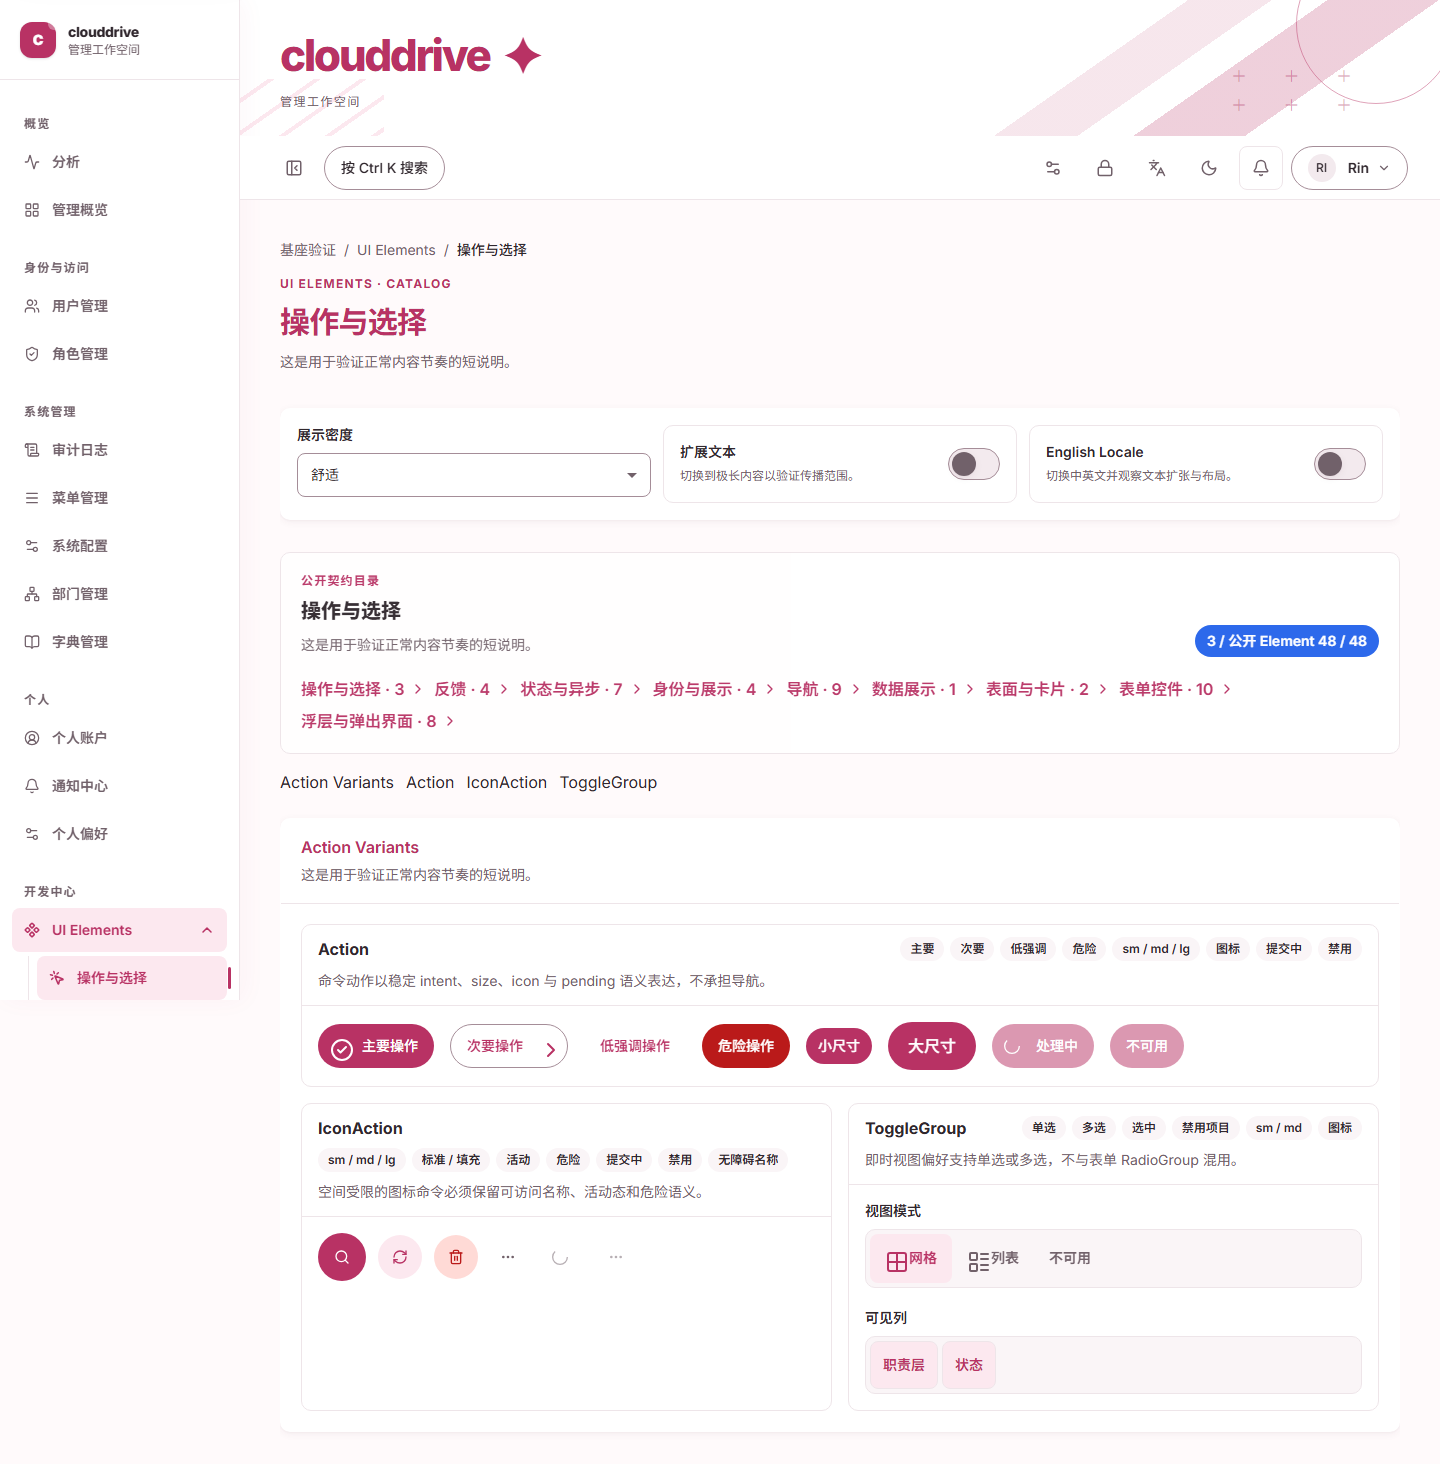 C
clouddrive
管理工作空间
概览
分析
管理概览
身份与访问
用户管理
角色管理
系统管理
审计日志
菜单管理
系统配置
部门管理
字典管理
个人
个人账户
通知中心
个人偏好
开发中心
UI Elements
操作与选择
clouddrive
管理工作空间
按 Ctrl K 搜索
RI Rin
基座验证 / UI Elements / 操作与选择
UI ELEMENTS · CATALOG
操作与选择
这是用于验证正常内容节奏的短说明。
展示密度
舒适
扩展文本
切换到极长内容以验证传播范围。
English Locale
切换中英文并观察文本扩张与布局。
公开契约目录
操作与选择
这是用于验证正常内容节奏的短说明。
3 / 公开 Element 48 / 48
操作与选择 · 3 反馈 · 4 状态与异步 · 7 身份与展示 · 4 导航 · 9 数据展示 · 1 表面与卡片 · 2 表单控件 · 10
浮层与弹出界面 · 8
Action Variants Action IconAction ToggleGroup
Action Variants
这是用于验证正常内容节奏的短说明。
Action
主要 次要 低强调 危险 sm / md / lg 图标 提交中 禁用
命令动作以稳定 intent、size、icon 与 pending 语义表达，不承担导航。
主要操作 次要操作 低强调操作 危险操作 小尺寸 大尺寸 处理中 不可用
IconAction
sm / md / lg 标准 / 填充 活动 危险 提交中 禁用 无障碍名称
空间受限的图标命令必须保留可访问名称、活动态和危险语义。
ToggleGroup
单选 多选 选中 禁用项目 sm / md 图标
即时视图偏好支持单选或多选，不与表单 RadioGroup 混用。
视图模式
网格 列表 不可用
可见列
职责层 状态